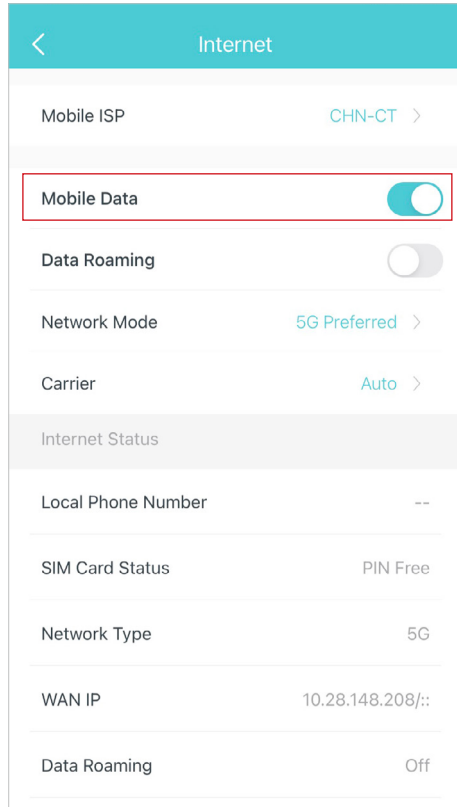 Internet
Mobile ISP CHN-CT
Mobile Data
Data Roaming
Network Mode 5G Preferred
Carrier Auto
Internet Status
Local Phone Number --
SIM Card Status PIN Free
Network Type 5G
WAN IP 10.28.148.208/::
Data Roaming Off